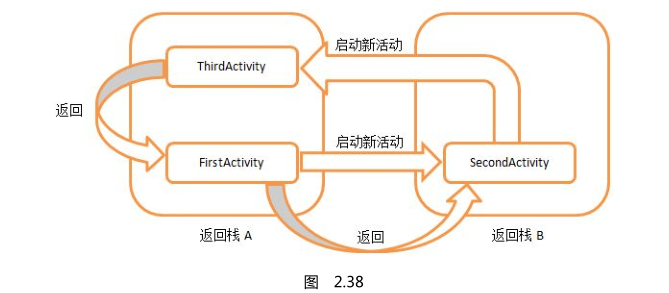 启动新活动
ThirdActivity
返回
启动新活动
FirstActivity
SecondActivity
返回栈 A
返回
返回栈 B
图 2.38